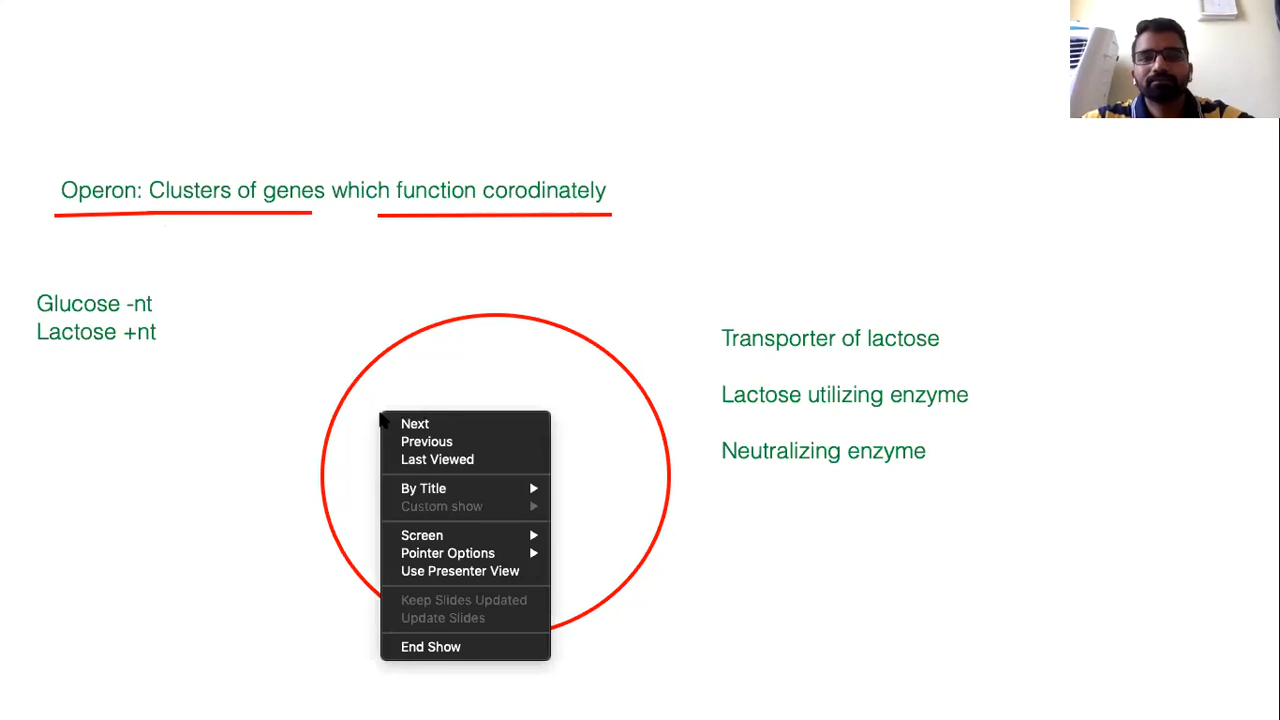 Operon: Clusters of genes which function corodinately
Glucose -nt
Lactose +nt
Transporter of lactose
Lactose utilizing enzyme
Neutralizing enzyme
Next
Previous
Last Viewed
By Title
Custom show
Screen
Pointer Options
Use Presenter View
Keep Slides Updated
Update Slides
End Show